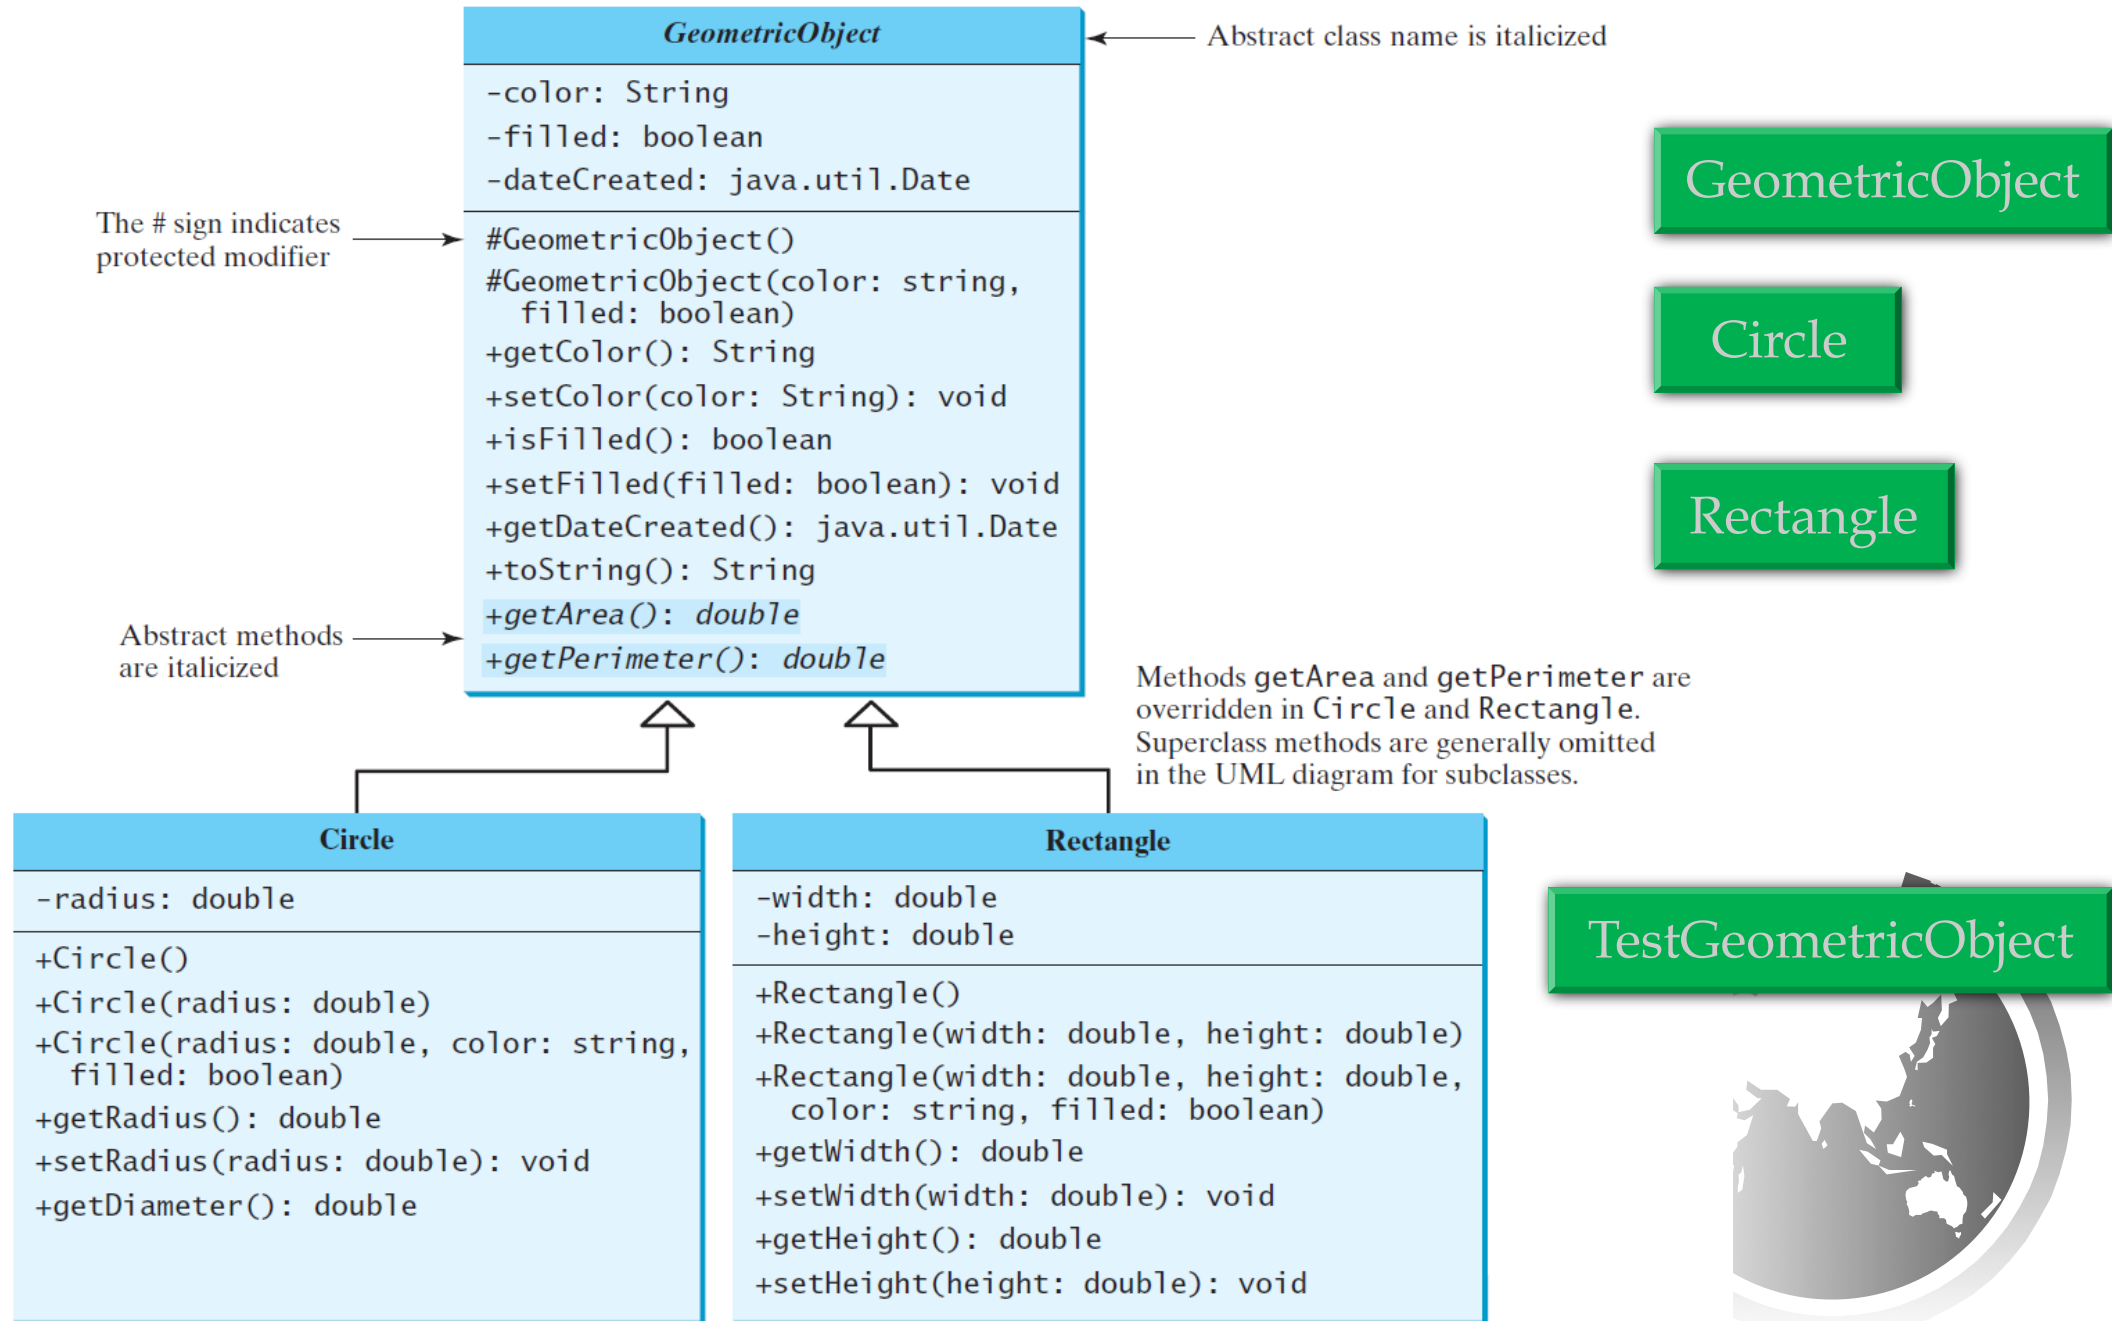 GeometricObject
Abstract class name is italicized
-color: String
-filled: boolean
-dateCreated: java.util.Date
The # sign indicates
protected modifier
#GeometricObject()
#GeometricObject(color: string,
filled: boolean)
+getColor(): String
+setColor(color: String): void
+isFilled(): boolean
+setFilled(filled: boolean): void
+getDateCreated(): java.util.Date
+toString(): String
+getArea(): double
+getPerimeter(): double
Abstract methods
are italicized
Methods getArea and getPerimeter are
overridden in Circle and Rectangle.
Superclass methods are generally omitted
in the UML diagram for subclasses.
Circle
-radius: double
+Circle()
+Circle(radius: double)
+Circle(radius: double, color: string,
filled: boolean)
+getRadius(): double
+setRadius(radius: double): void
+getDiameter(): double
Rectangle
-width: double
-height: double
+Rectangle()
+Rectangle(width: double, height: double)
+Rectangle(width: double, height: double,
color: string, filled: boolean)
+getWidth(): double
+setWidth(width: double): void
+getHeight(): double
+setHeight(height: double): void
GeometricObject
Circle
Rectangle
TestGeometricObject